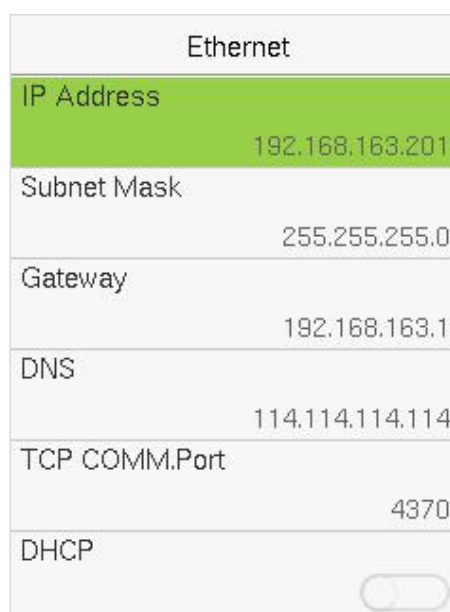 Ethernet
IP Address
192.168.163.201
Subnet Mask
255.255.255.0
Gateway
192.168.163.1
DNS
114.114.114.114
TCP COMM.Port
4370
DHCP